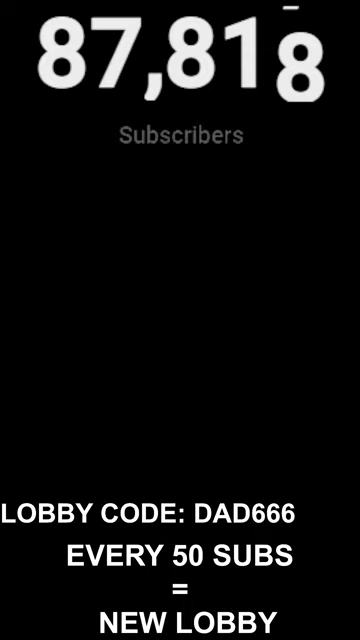 87,818
Subscribers
LOBBY CODE: DAD666
EVERY 50 SUBS
=
NEW LOBBY